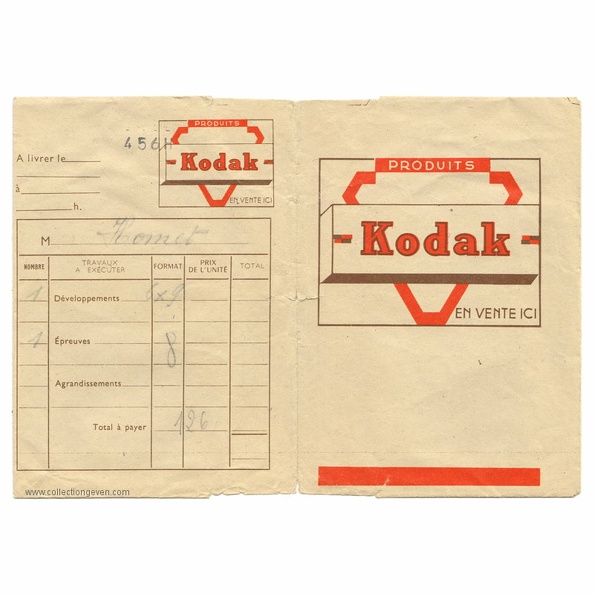 A livrer le
à
h.
PRODUITS
Kodak
EN VENTE ICI
M
NOMBRE TRAVAUX A EXÉCUTER FORMAT PRIX DE L'UNITÉ TOTAL
1 Développements 6x9
1 Épreuves 8
Agrandissements
Total à payer 126
PRODUITS
Kodak
EN VENTE ICI
www.collectiongeven.com